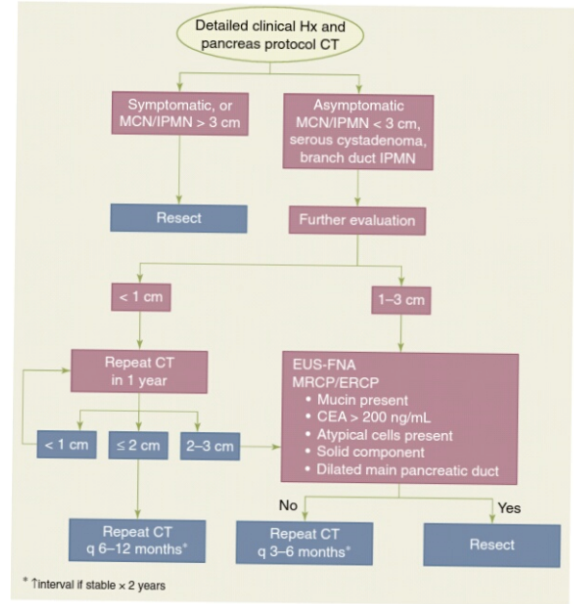 Detailed clinical Hx and
pancreas protocol CT
Symptomatic, or
MCN/IPMN > 3 cm
Asymptomatic
MCN/IPMN < 3 cm,
serous cystadenoma,
branch duct IPMN
Resect
Further evaluation
< 1 cm
1–3 cm
Repeat CT
in 1 year
EUS-FNA
MRCP/ERCP
• Mucin present
• CEA > 200 ng/mL
• Atypical cells present
• Solid component
• Dilated main pancreatic duct
< 1 cm
≤ 2 cm
2–3 cm
No
Yes
Repeat CT
q 6–12 months*
Repeat CT
q 3–6 months*
Resect
* ↑interval if stable × 2 years